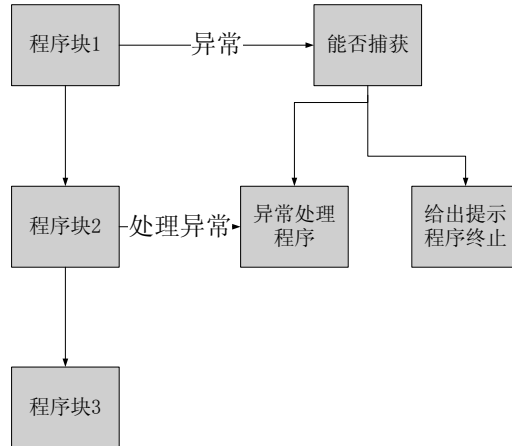 程序块1
异常
能否捕获
程序块2
处理异常
异常处理
程序
给出提示
程序终止
程序块3